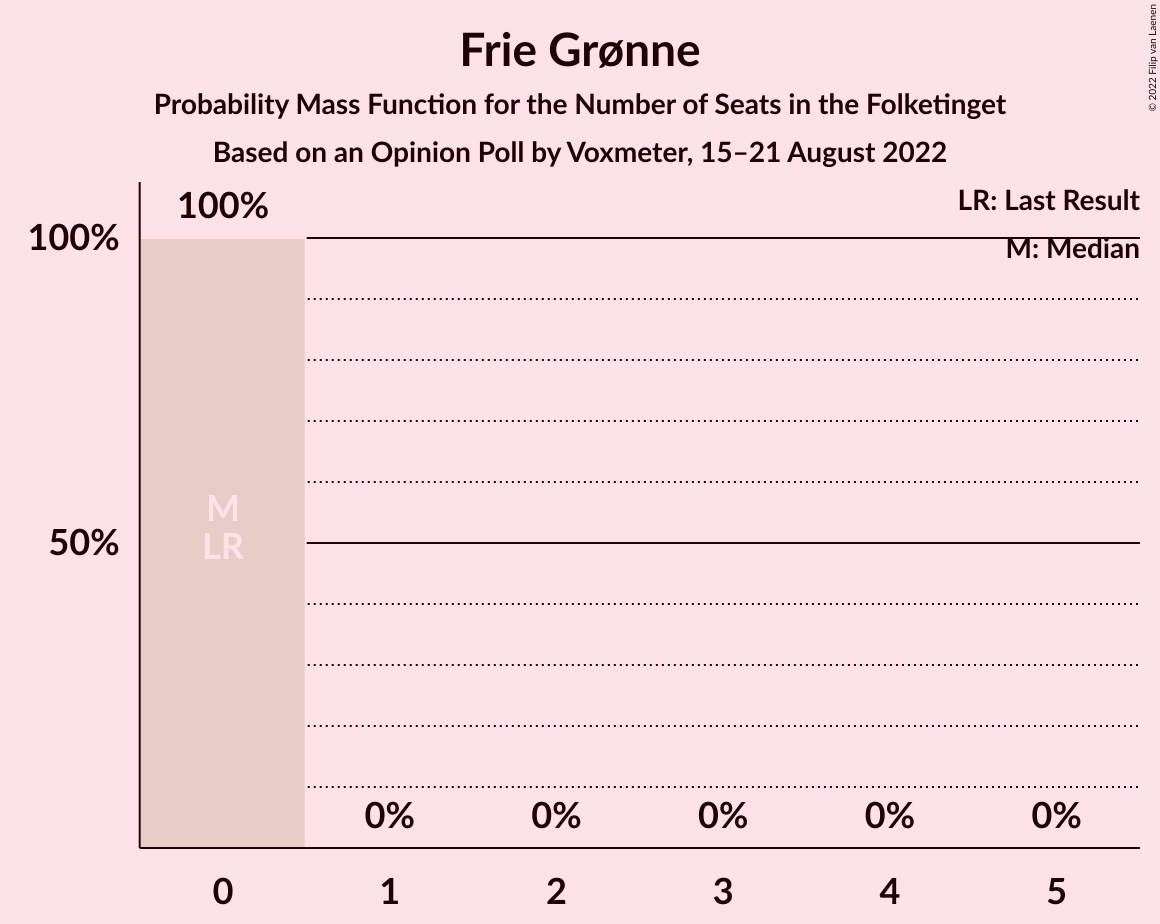 Frie Grønne
Probability Mass Function for the Number of Seats in the Folketinget
Based on an Opinion Poll by Voxmeter, 15–21 August 2022
© 2022 Filip van Laenen
LR: Last Result
M: Median
100%
100%
50%
M
LR
0% 0% 0% 0% 0%
0 1 2 3 4 5